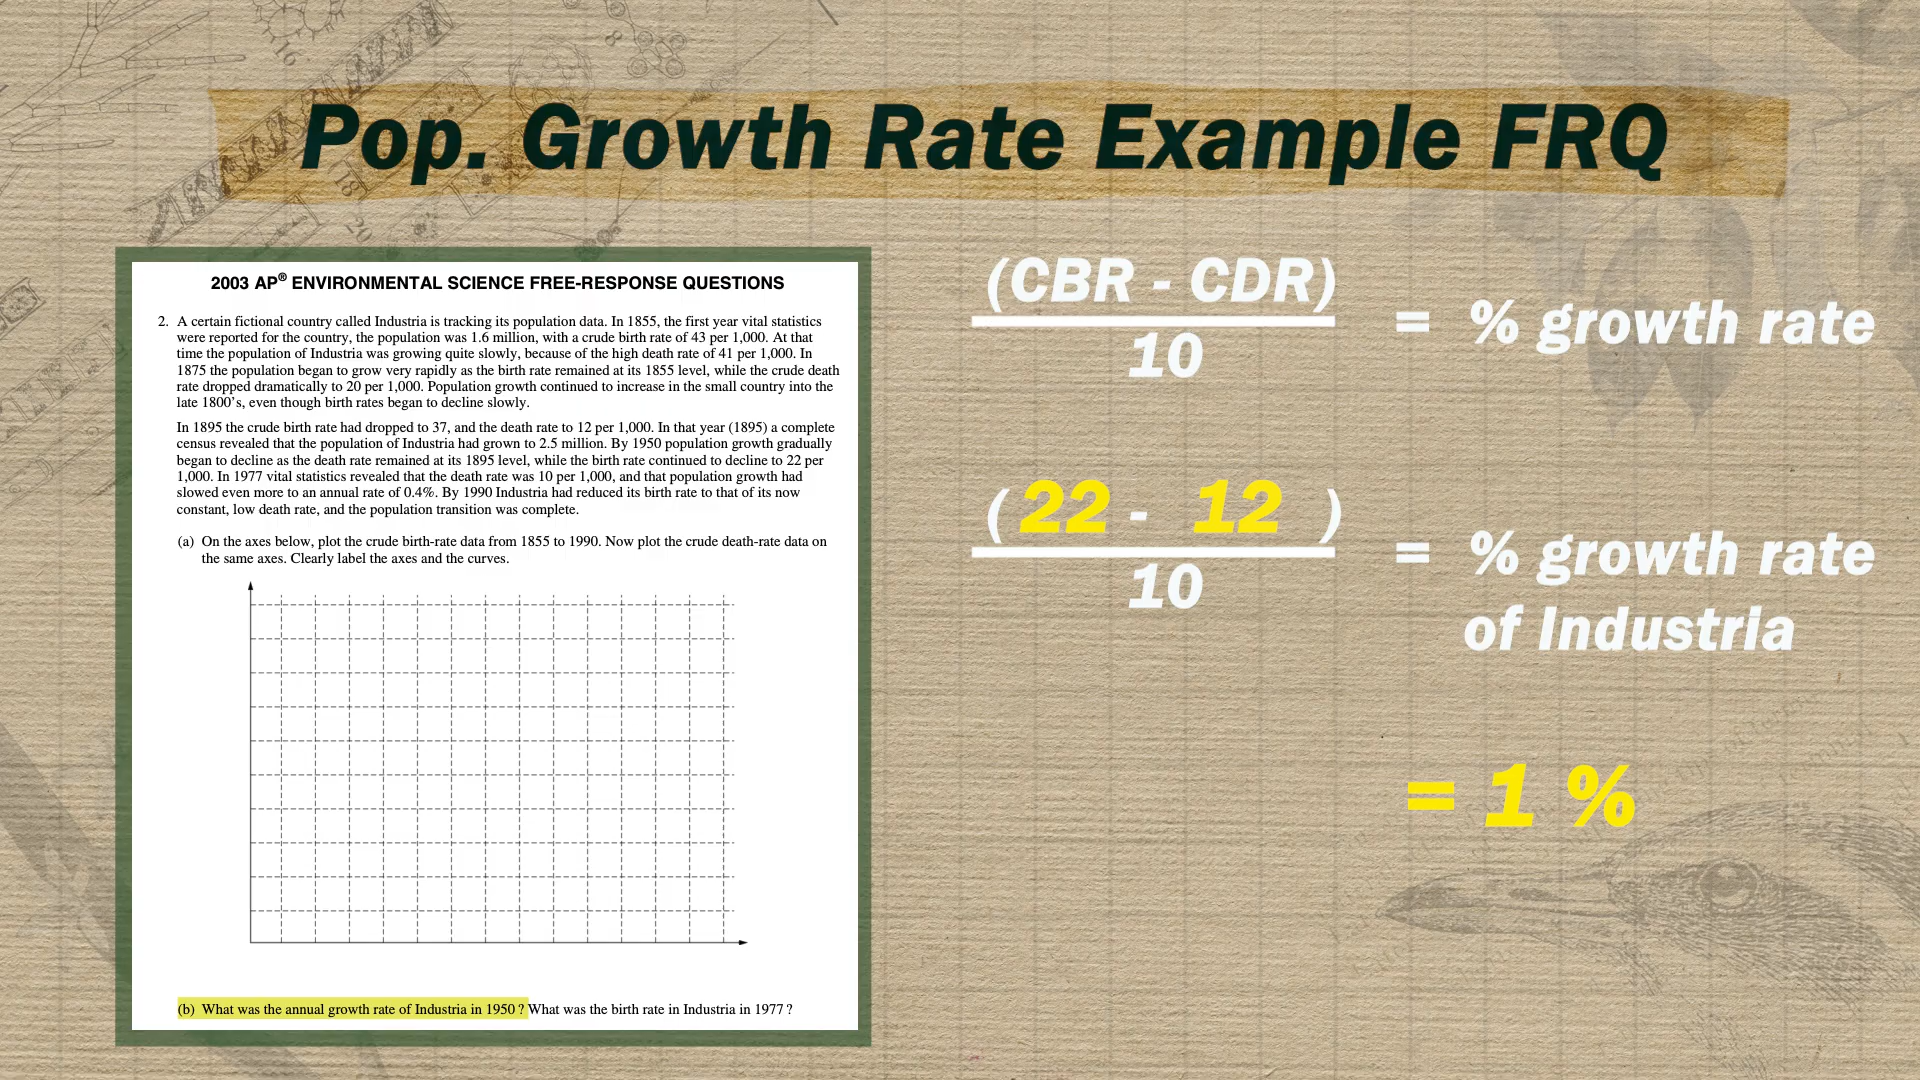 Pop. Growth Rate Example FRQ
2003 AP® ENVIRONMENTAL SCIENCE FREE-RESPONSE QUESTIONS
2. A certain fictional country called Industria is tracking its population data. In 1855, the first year vital statistics
were reported for the country, the population was 1.6 million, with a crude birth rate of 43 per 1,000. At that
time the population of Industria was growing quite slowly, because of the high death rate of 41 per 1,000. In
1875 the population began to grow very rapidly as the birth rate remained at its 1855 level, while the crude death
rate dropped dramatically to 20 per 1,000. Population growth continued to increase in the small country into the
late 1800's, even though birth rates began to decline slowly.
In 1895 the crude birth rate had dropped to 37, and the death rate to 12 per 1,000. In that year (1895) a complete
census revealed that the population of Industria had grown to 2.5 million. By 1950 population growth gradually
began to decline as the death rate remained at its 1895 level, while the birth rate continued to decline to 22 per
1,000. In 1977 vital statistics revealed that the death rate was 10 per 1,000, and that population growth had
slowed even more to an annual rate of 0.4%. By 1990 Industria had reduced its birth rate to that of its now
constant, low death rate, and the population transition was complete.
(a) On the axes below, plot the crude birth-rate data from 1855 to 1990. Now plot the crude death-rate data on
the same axes. Clearly label the axes and the curves.
(b) What was the annual growth rate of Industria in 1950 ? What was the birth rate in Industria in 1977 ?
(CBR - CDR)
10
= % growth rate
( 22 - 12 )
10
= % growth rate
of Industria
= 1 %
16
8
18
20